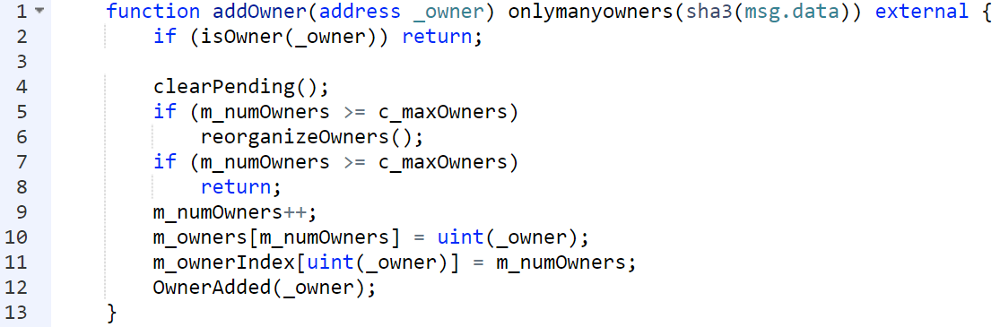 1 function addOwner(address _owner) onlymanyowners(sha3(msg.data)) external {
2 if (isOwner(_owner)) return;
3
4 clearPending();
5 if (m_numOwners >= c_maxOwners)
6 reorganizeOwners();
7 if (m_numOwners >= c_maxOwners)
8 return;
9 m_numOwners++;
10 m_owners[m_numOwners] = uint(_owner);
11 m_ownerIndex[uint(_owner)] = m_numOwners;
12 OwnerAdded(_owner);
13 }